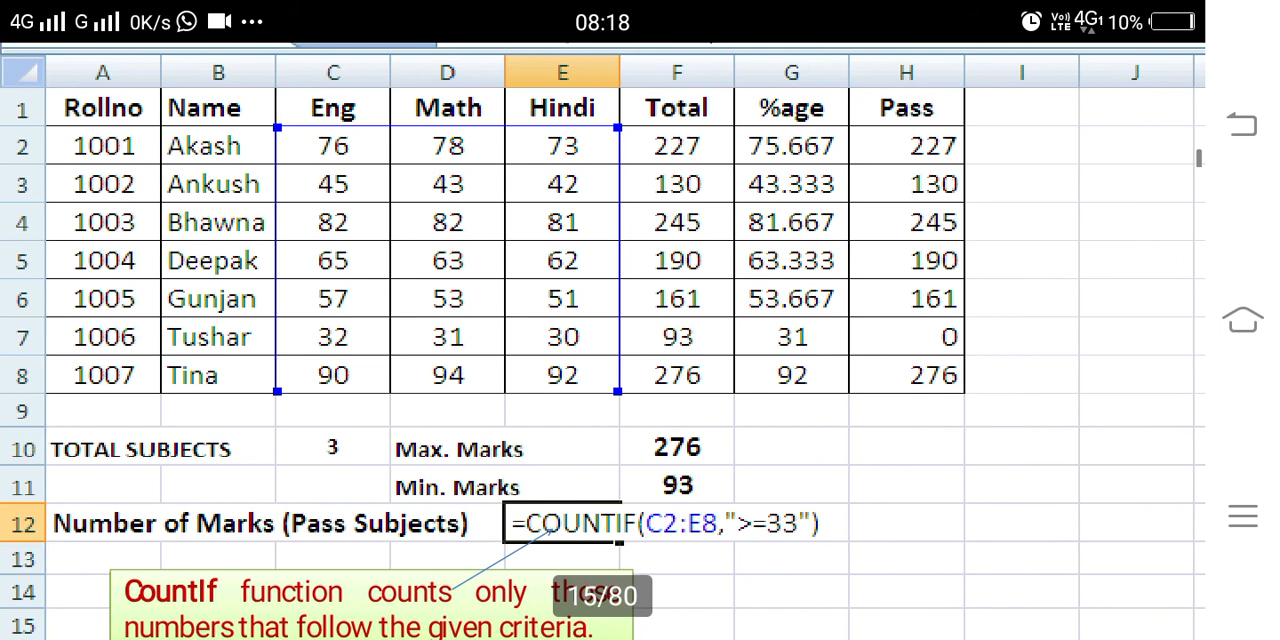 4G G 0K/s 08:18 Vo) LTE 4G1 10%
A B C D E F G H I J
1 Rollno Name Eng Math Hindi Total %age Pass
2 1001 Akash 76 78 73 227 75.667 227
3 1002 Ankush 45 43 42 130 43.333 130
4 1003 Bhawna 82 82 81 245 81.667 245
5 1004 Deepak 65 63 62 190 63.333 190
6 1005 Gunjan 57 53 51 161 53.667 161
7 1006 Tushar 32 31 30 93 31 0
8 1007 Tina 90 94 92 276 92 276
9
10 TOTAL SUBJECTS 3 Max. Marks 276
11 Min. Marks 93
12 Number of Marks (Pass Subjects) =COUNTIF(C2:E8,">=33")
13
14 CountIf function counts only
15/80
15 numbers that follow the given criteria.